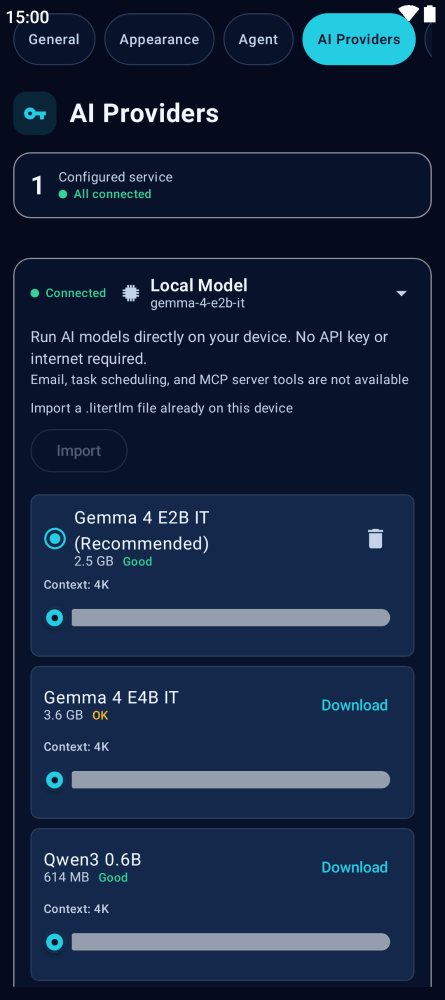 15:00
General
Appearance
Agent
AI Providers
AI Providers
1
Configured service
All connected
Connected
Local Model
gemma-4-e2b-it
Run AI models directly on your device. No API key or
internet required.
Email, task scheduling, and MCP server tools are not available
Import a .litertlm file already on this device
Import
Gemma 4 E2B IT
(Recommended)
2.5 GB Good
Context: 4K
Gemma 4 E4B IT
3.6 GB OK
Download
Context: 4K
Qwen3 0.6B
614 MB Good
Download
Context: 4K